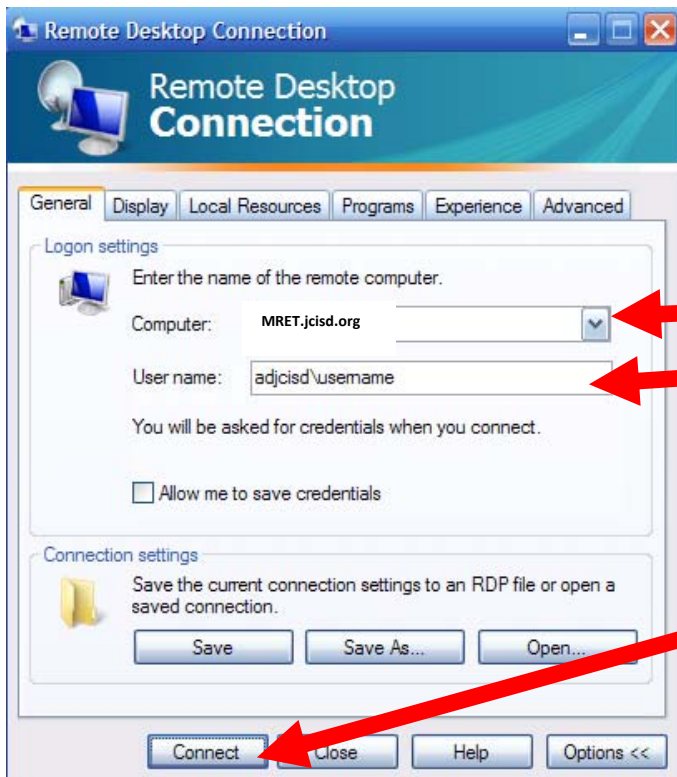 Remote Desktop Connection
Remote Desktop
Connection
General Display Local Resources Programs Experience Advanced
Logon settings
Enter the name of the remote computer.
Computer: MRET.jcisd.org
User name: adjcisd\username
You will be asked for credentials when you connect.
Allow me to save credentials
Connection settings
Save the current connection settings to an RDP file or open a
saved connection.
Save Save As... Open...
Connect Close Help Options <<